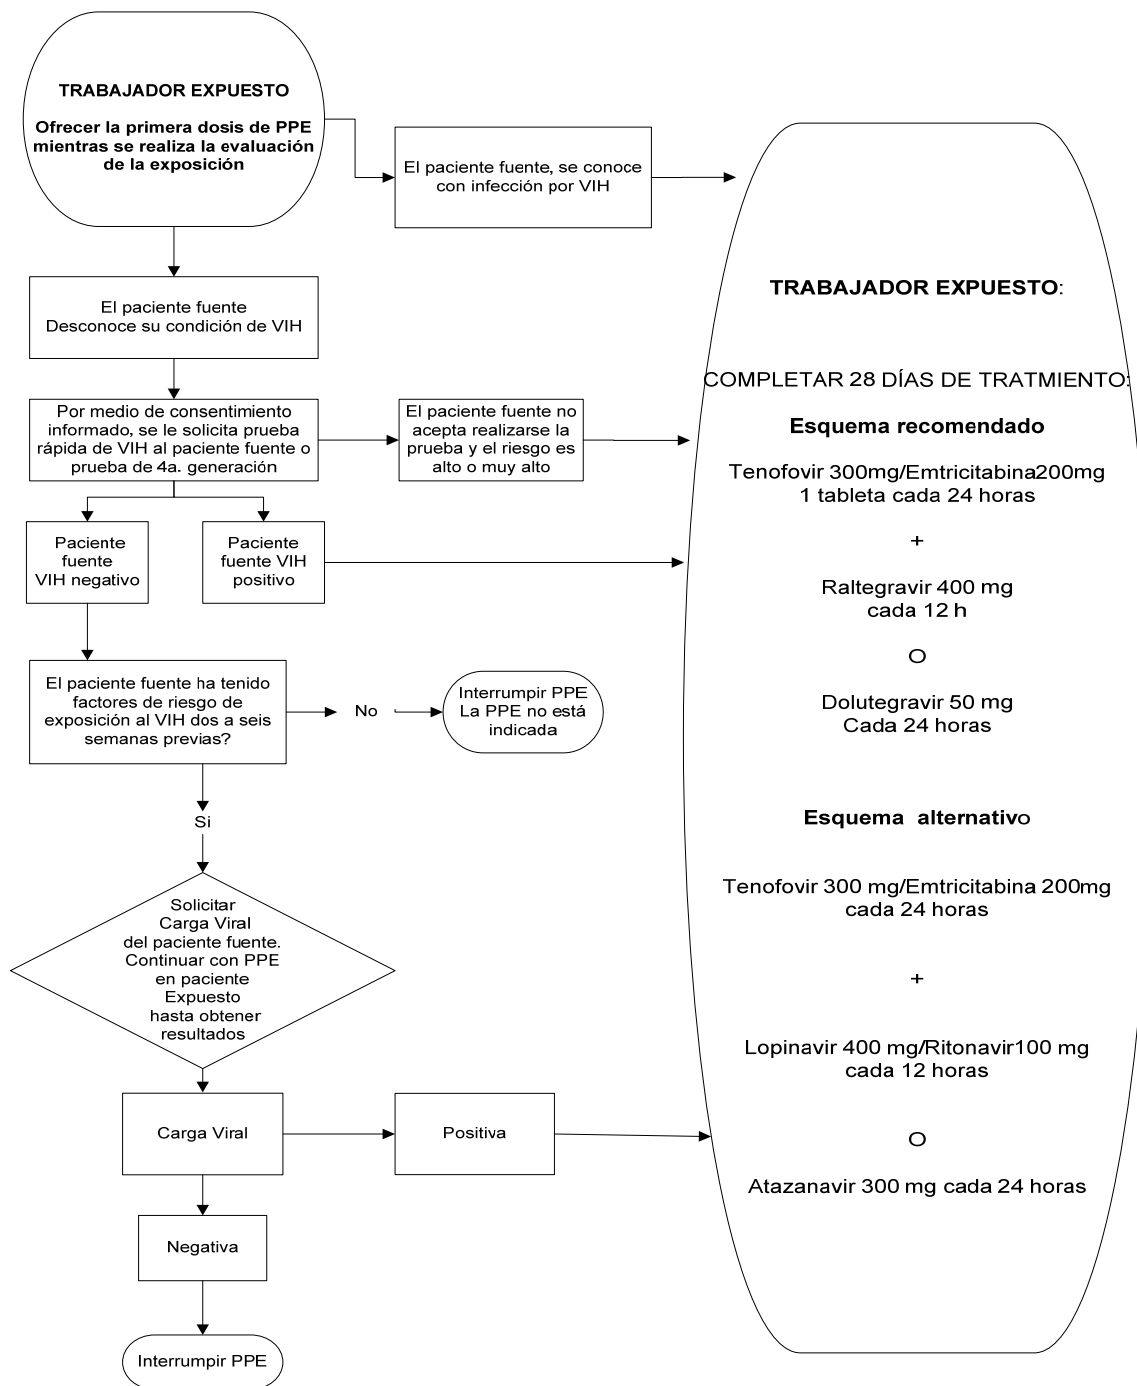 TRABAJADOR EXPUESTO
Ofrecer la primera dosis de PPE
mientras se realiza la evaluación
de la exposición
El paciente fuente, se conoce
con infección por VIH
El paciente fuente
Desconoce su condición de VIH
Por medio de consentimiento
informado, se le solicita prueba
rápida de VIH al paciente fuente o
prueba de 4a. generación
El paciente fuente no
acepta realizarse la
prueba y el riesgo es
alto o muy alto
Paciente
fuente
VIH negativo
Paciente
fuente VIH
positivo
El paciente fuente ha tenido
factores de riesgo de
exposición al VIH dos a seis
semanas previas?
No
Interrumpir PPE
La PPE no está
indicada
Si
Solicitar
Carga Viral
del paciente fuente.
Continuar con PPE
en paciente
Expuesto
hasta obtener
resultados
Carga Viral
Positiva
Negativa
Interrumpir PPE
TRABAJADOR EXPUESTO:
COMPLETAR 28 DÍAS DE TRATMIENTO:
Esquema recomendado
Tenofovir 300mg/Emtricitabina200mg
1 tableta cada 24 horas
+
Raltegravir 400 mg
cada 12 h
O
Dolutegravir 50 mg
Cada 24 horas
Esquema alternativo
Tenofovir 300 mg/Emtricitabina 200mg
cada 24 horas
+
Lopinavir 400 mg/Ritonavir100 mg
cada 12 horas
O
Atazanavir 300 mg cada 24 horas